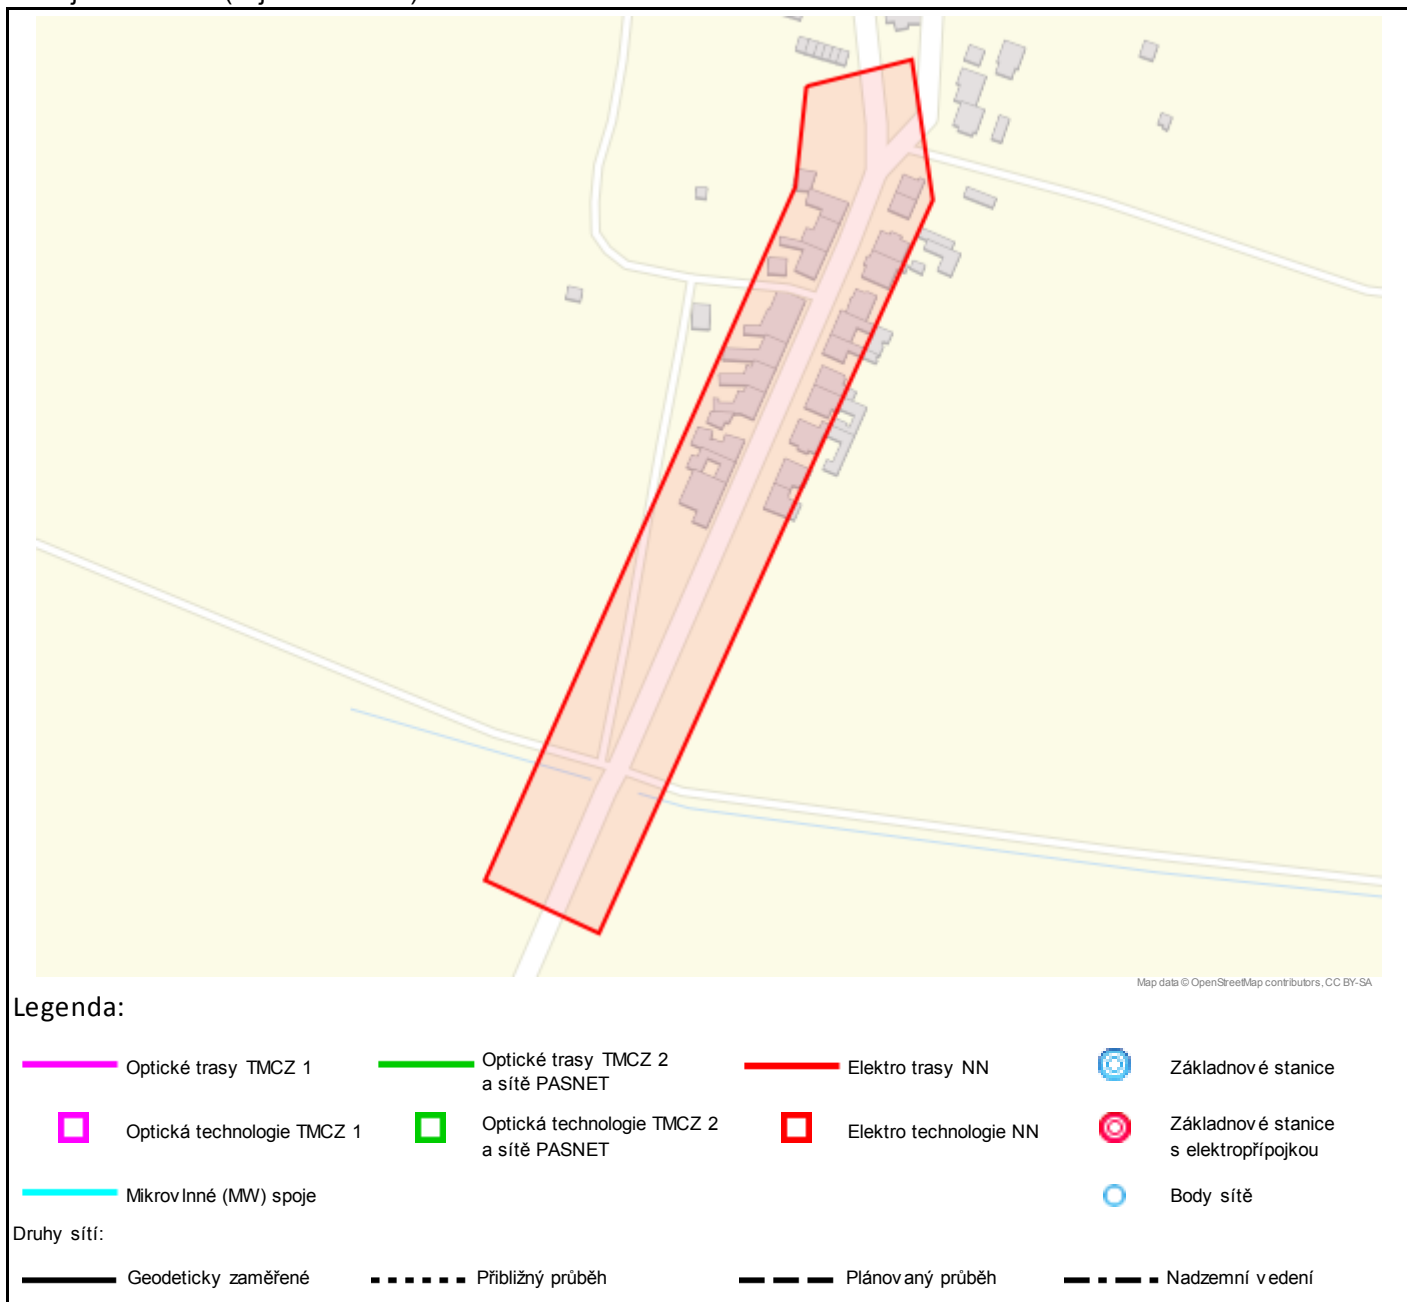 Map data © OpenStreetMap contributors, CC BY-SA
Legenda:
Optické trasy TMCZ 1
Optické trasy TMCZ 2
a sítě PASNET
Elektro trasy NN
Základnové stanice
Optická technologie TMCZ 1
Optická technologie TMCZ 2
a sítě PASNET
Elektro technologie NN
Základnové stanice
s elektropřípojkou
Mikrovlnné (MW) spoje
Body sítě
Druhy sítí:
Geodeticky zaměřené
Přibližný průběh
Plánovaný průběh
Nadzemní vedení